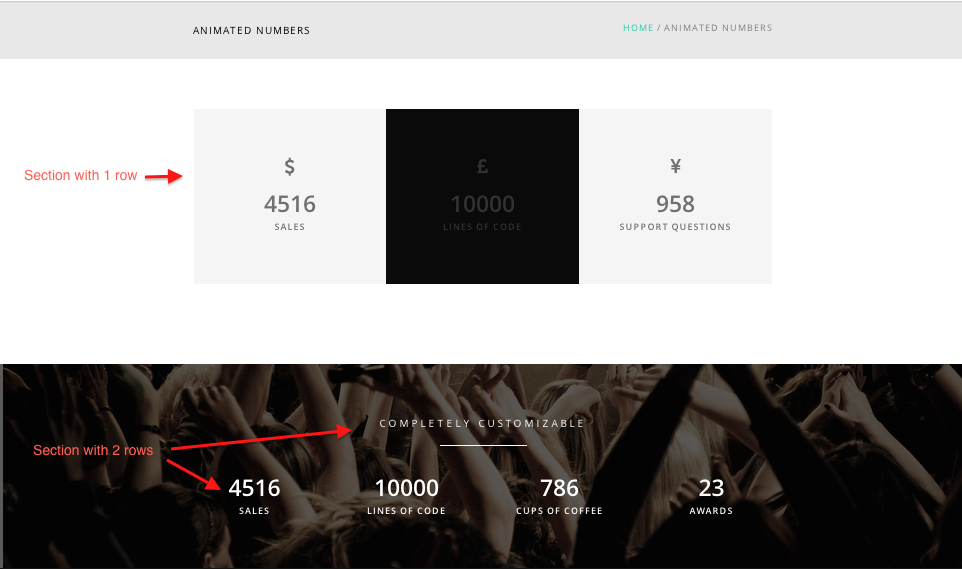 ANIMATED NUMBERS
HOME / ANIMATED NUMBERS
Section with 1 row
$
4516
SALES
£
10000
LINES OF CODE
¥
958
SUPPORT QUESTIONS
COMPLETELY CUSTOMIZABLE
Section with 2 rows
4516
SALES
10000
LINES OF CODE
786
CUPS OF COFFEE
23
AWARDS